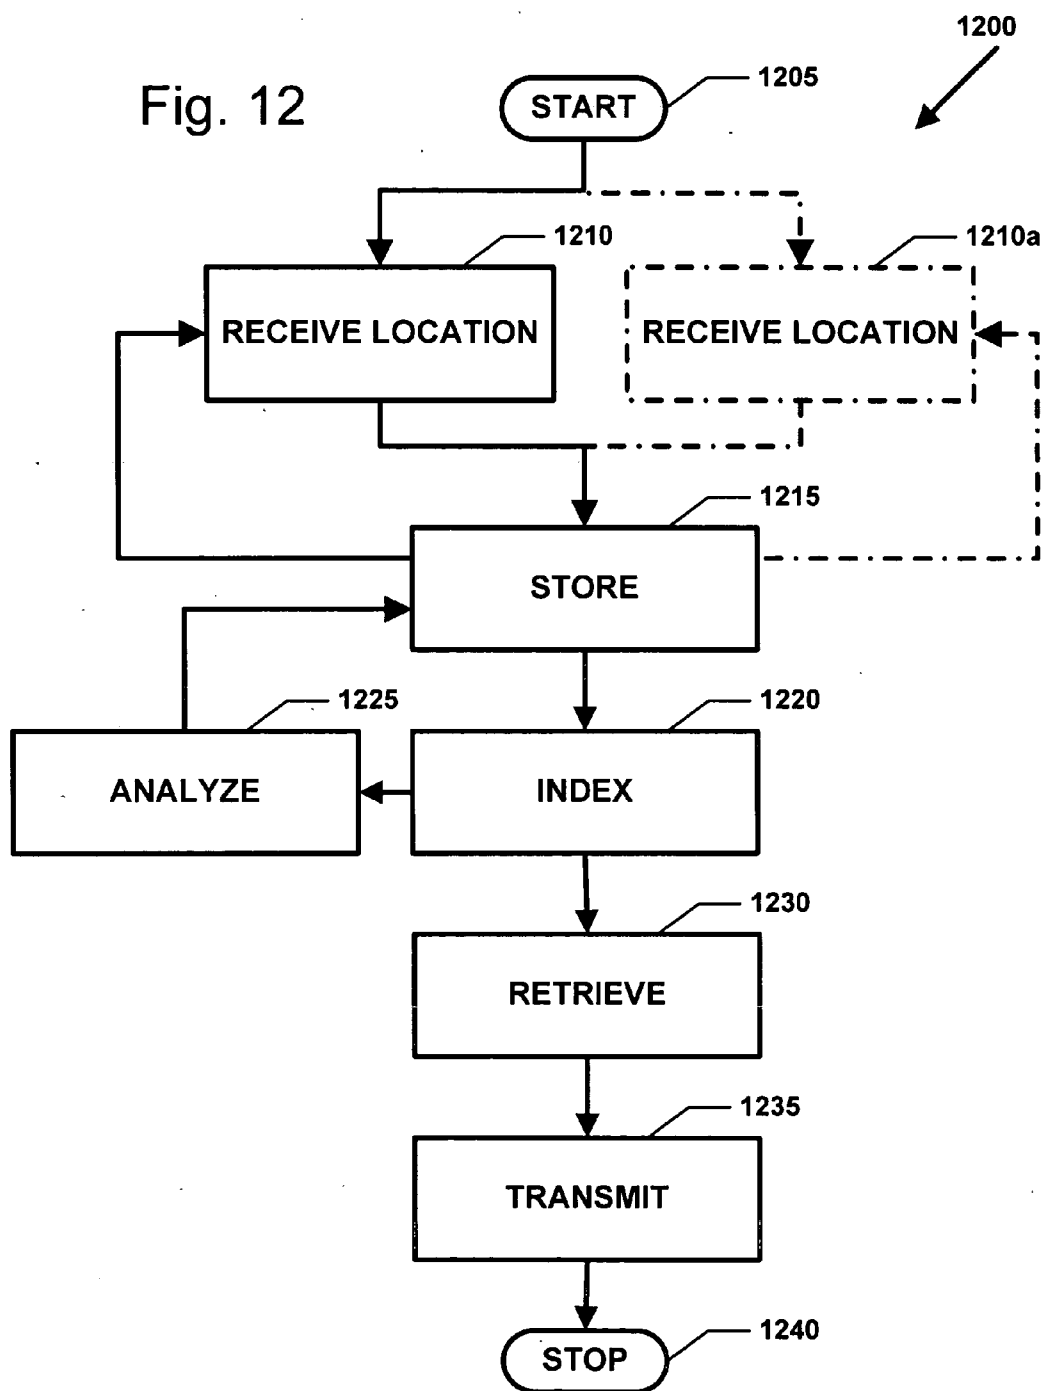 1200
Fig. 12
START
1205
1210
1210a
RECEIVE LOCATION
RECEIVE LOCATION
1215
STORE
1225
1220
ANALYZE
INDEX
1230
RETRIEVE
1235
TRANSMIT
1240
STOP